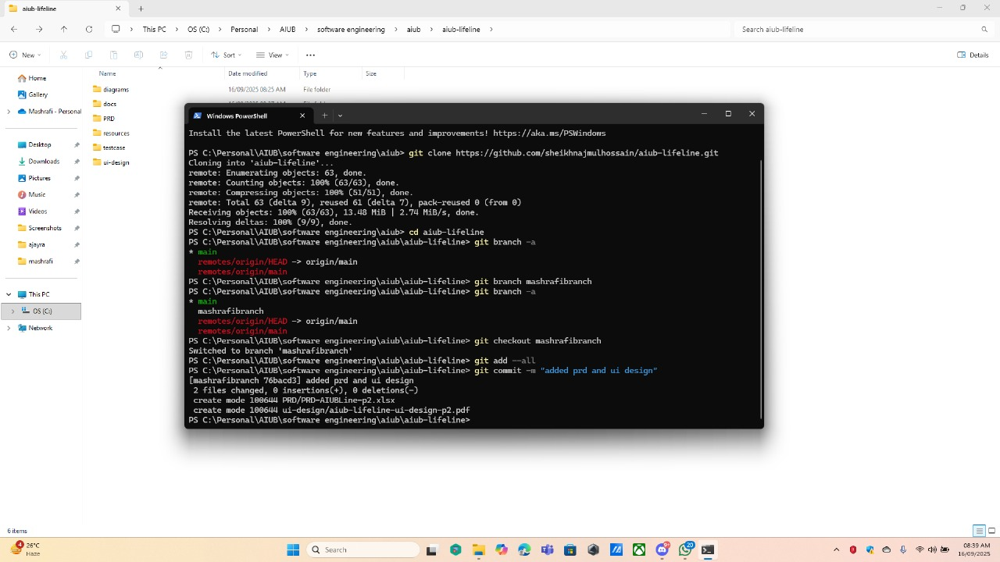 aiub-lifeline
This PC
OS (C:)
Personal
AIUB
software engineering
aiub
aiub-lifeline
Search aiub-lifeline
New
Sort
View
Details
Name
Date modified
Type
Size
Home
Gallery
Mashrafi - Personal
Desktop
Downloads
Pictures
Music
Videos
Screenshots
ajayra
mashrafi
This PC
OS (C:)
Network
diagrams
16/09/2025 08:25 AM
File folder
docs
PRD
resources
testcase
ui-design
Windows PowerShell
Install the latest PowerShell for new features and improvements! https://aka.ms/PSWindows
PS C:\Personal\AIUB\software engineering\aiub> git clone https://github.com/sheikhnajmulhossain/aiub-lifeline.git
Cloning into 'aiub-lifeline'...
remote: Enumerating objects: 63, done.
remote: Counting objects: 100% (63/63), done.
remote: Compressing objects: 100% (51/51), done.
remote: Total 63 (delta 9), reused 61 (delta 7), pack-reused 0 (from 0)
Receiving objects: 100% (63/63), 13.48 MiB | 2.74 MiB/s, done.
Resolving deltas: 100% (9/9), done.
PS C:\Personal\AIUB\software engineering\aiub> cd aiub-lifeline
PS C:\Personal\AIUB\software engineering\aiub\aiub-lifeline> git branch -a
* main
remotes/origin/HEAD -> origin/main
remotes/origin/main
PS C:\Personal\AIUB\software engineering\aiub\aiub-lifeline> git branch mashrafibranch
PS C:\Personal\AIUB\software engineering\aiub\aiub-lifeline> git branch -a
* main
mashrafibranch
remotes/origin/HEAD -> origin/main
remotes/origin/main
PS C:\Personal\AIUB\software engineering\aiub\aiub-lifeline> git checkout mashrafibranch
Switched to branch 'mashrafibranch'
PS C:\Personal\AIUB\software engineering\aiub\aiub-lifeline> git add --all
PS C:\Personal\AIUB\software engineering\aiub\aiub-lifeline> git commit -m "added prd and ui design"
[mashrafibranch 76bacd3] added prd and ui design
2 files changed, 0 insertions(+), 0 deletions(-)
create mode 100644 PRD/PRD-AIUBLine-p2.xlsx
create mode 100644 ui-design/aiub-lifeline-ui-design-p2.pdf
PS C:\Personal\AIUB\software engineering\aiub\aiub-lifeline>
6 items
4
26°C
Haze
Search
9+
20
08:39 AM
16/09/2025